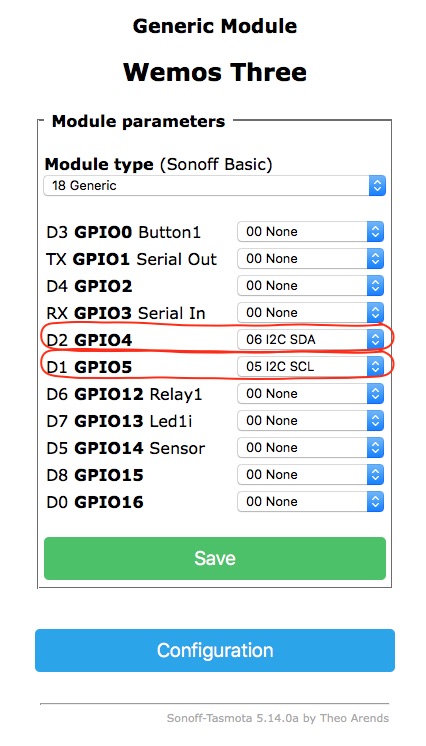 Generic Module
Wemos Three
Module parameters
Module type (Sonoff Basic)
18 Generic
D3 GPIO0 Button1 00 None
TX GPIO1 Serial Out 00 None
D4 GPIO2 00 None
RX GPIO3 Serial In 00 None
D2 GPIO4 06 I2C SDA
D1 GPIO5 05 I2C SCL
D6 GPIO12 Relay1 00 None
D7 GPIO13 Led1i 00 None
D5 GPIO14 Sensor 00 None
D8 GPIO15 00 None
D0 GPIO16 00 None
Save
Configuration
Sonoff-Tasmota 5.14.0a by Theo Arends